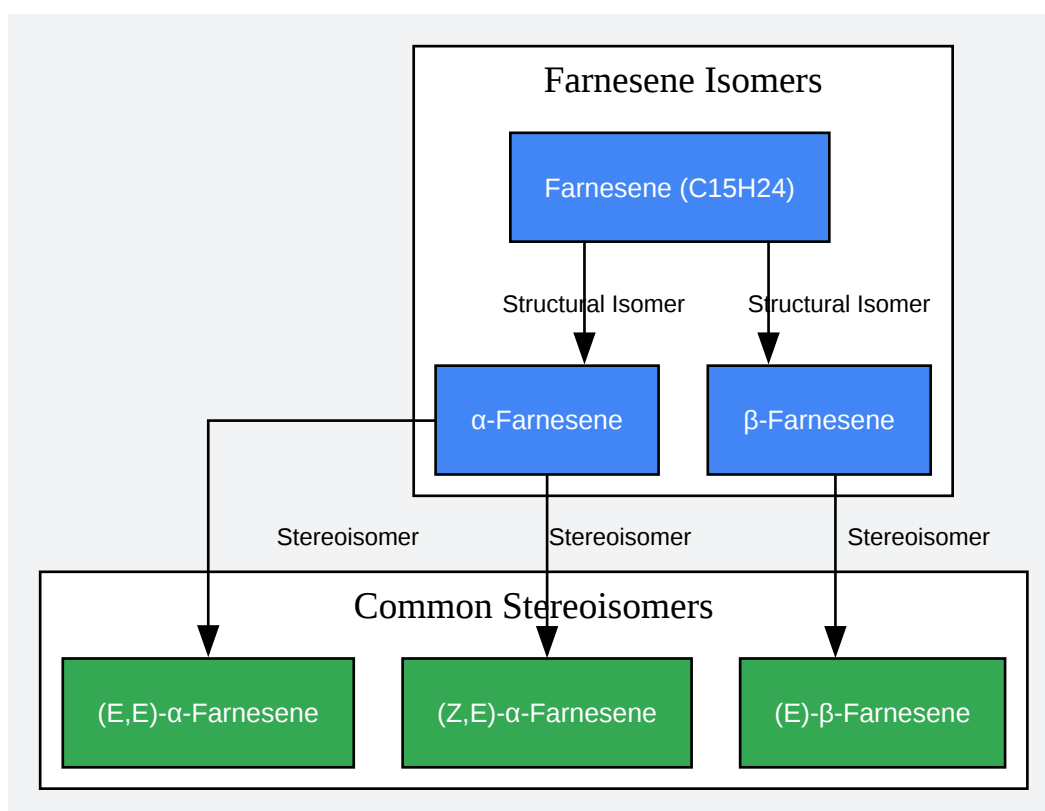 Farnesene Isomers
Farnesene (C15H24)
Structural Isomer
Structural Isomer
α-Farnesene
β-Farnesene
Stereoisomer
Stereoisomer
Stereoisomer
Common Stereoisomers
(E,E)-α-Farnesene
(Z,E)-α-Farnesene
(E)-β-Farnesene